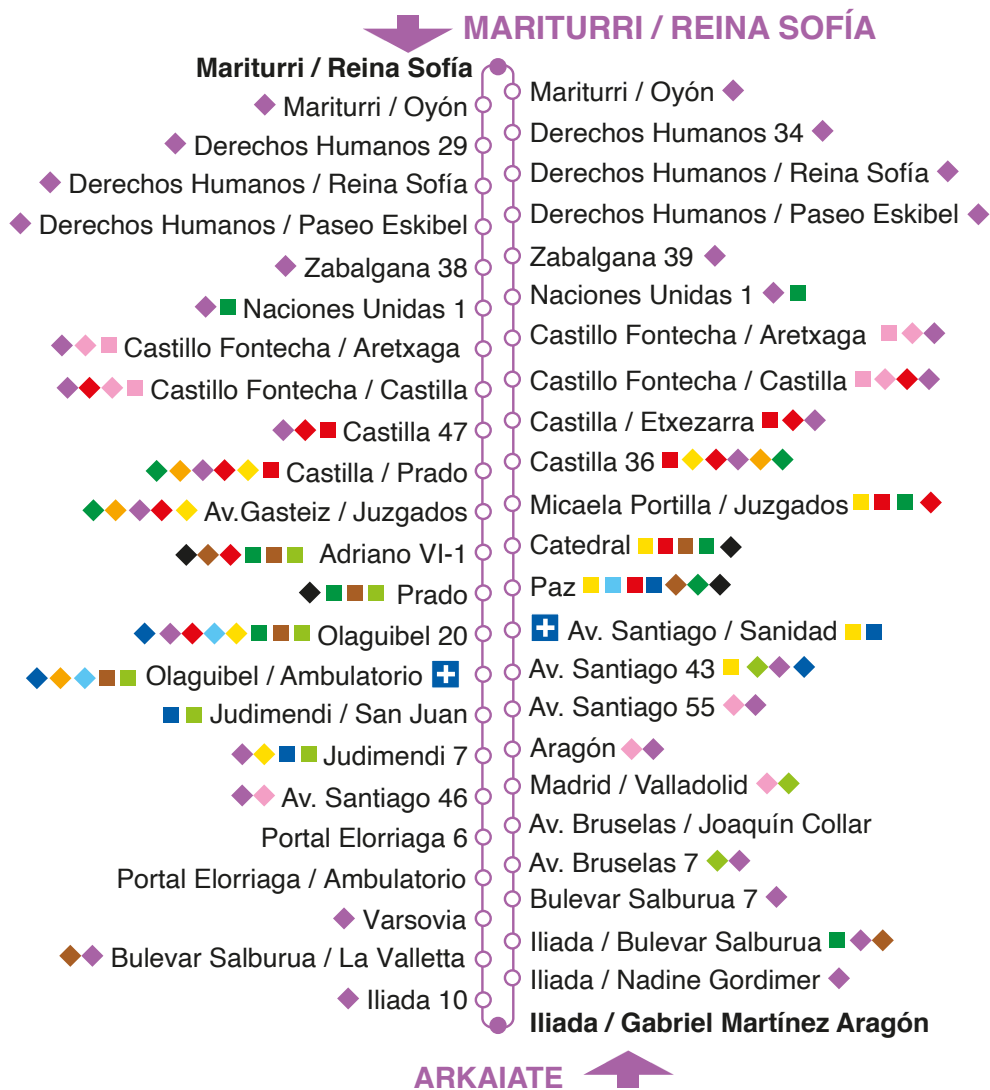 MARITURRI / REINA SOFÍA
Mariturri / Reina Sofía
Mariturri / Oyón
Derechos Humanos 29
Derechos Humanos / Reina Sofía
Derechos Humanos / Paseo Eskibel
Zabalgana 38
Naciones Unidas 1
Castillo Fontecha / Aretxaga
Castillo Fontecha / Castilla
Castilla 47
Castilla / Prado
Av.Gasteiz / Juzgados
Adriano VI-1
Prado
Olaguibel 20
Olaguibel / Ambulatorio
Judimendi / San Juan
Judimendi 7
Av. Santiago 46
Portal Elorriaga 6
Portal Elorriaga / Ambulatorio
Varsovia
Bulevar Salburua / La Valletta
Iliada 10
Mariturri / Oyón
Derechos Humanos 34
Derechos Humanos / Reina Sofía
Derechos Humanos / Paseo Eskibel
Zabalgana 39
Naciones Unidas 1
Castillo Fontecha / Aretxaga
Castillo Fontecha / Castilla
Castilla / Etxezarra
Castilla 36
Micaela Portilla / Juzgados
Catedral
Paz
Av. Santiago / Sanidad
Av. Santiago 43
Av. Santiago 55
Aragón
Madrid / Valladolid
Av. Bruselas / Joaquín Collar
Av. Bruselas 7
Bulevar Salburua 7
Iliada / Bulevar Salburua
Iliada / Nadine Gordimer
Iliada / Gabriel Martínez Aragón
ARKAIATE